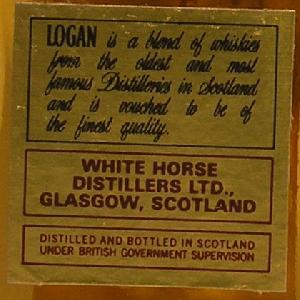 LOGAN is a blend of whiskies
from the oldest and most
famous Distilleries in Scotland
and is vouched to be of
the finest quality.
WHITE HORSE
DISTILLERS LTD.,
GLASGOW, SCOTLAND
DISTILLED AND BOTTLED IN SCOTLAND
UNDER BRITISH GOVERNMENT SUPERVISION